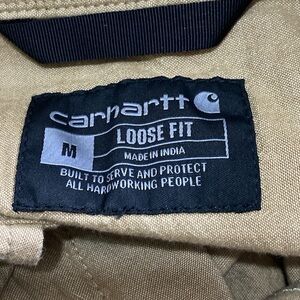 carhartt
M
LOOSE FIT
MADE IN INDIA
BUILT TO SERVE AND PROTECT
ALL HARDWORKING PEOPLE